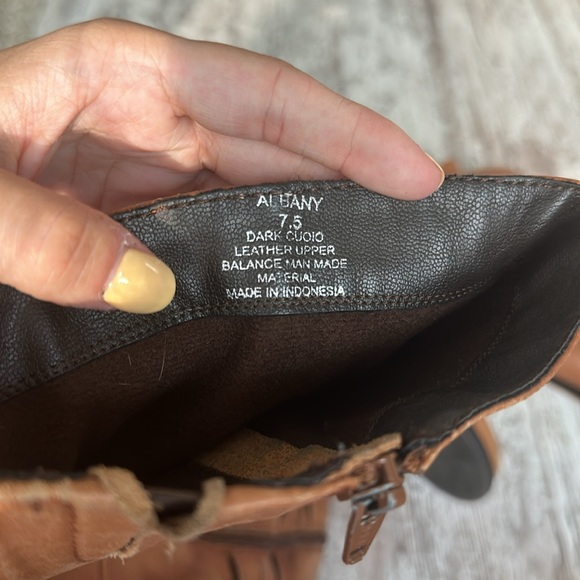 ALBANY
7.5
DARK CUOIO
LEATHER UPPER
BALANCE MAN MADE
MATERIAL
MADE IN INDONESIA